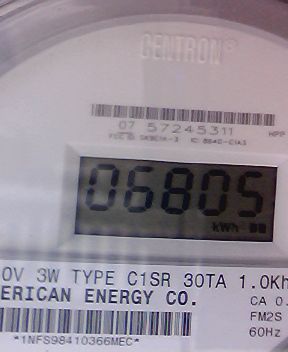 CENTRON®
07 57245311
HPP
06805
kWh
0V 3W TYPE C1SR 30TA 1.0Kh
ERICAN ENERGY CO.
CA 0.
FM2S
60Hz
*1NFS98410366MEC*